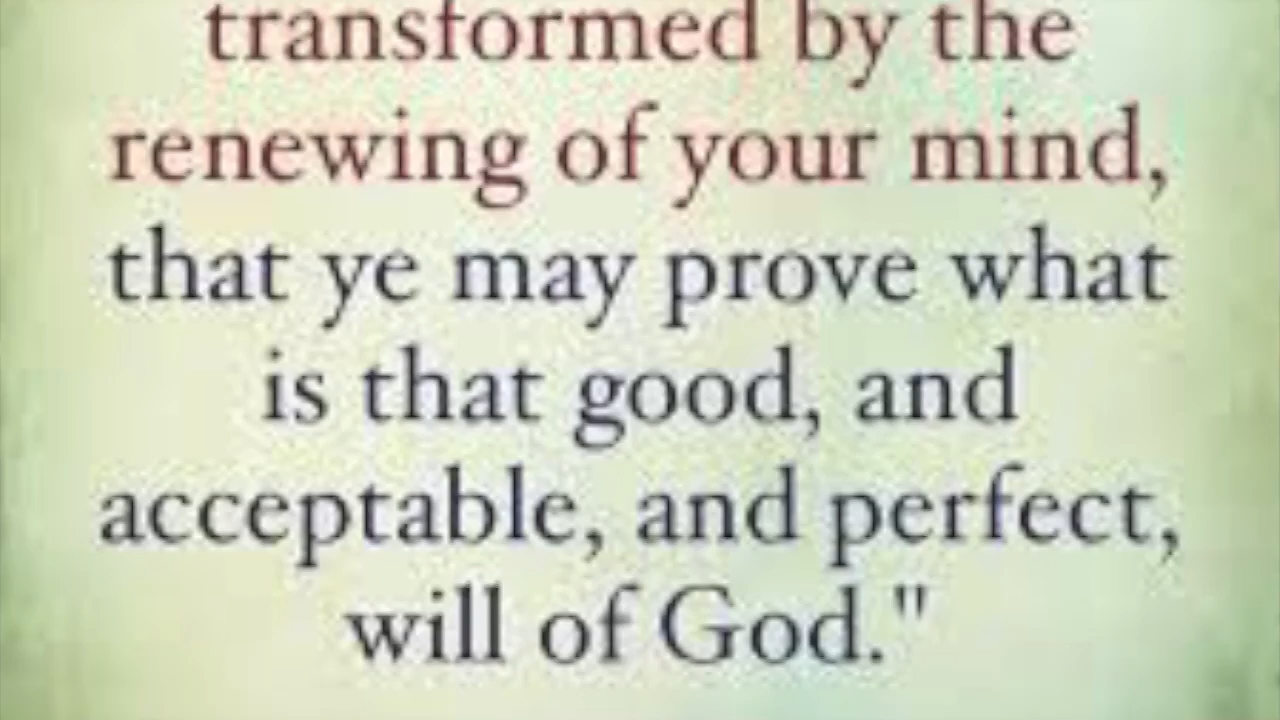 transformed by the
renewing of your mind,
that ye may prove what
is that good, and
acceptable, and perfect,
will of God."